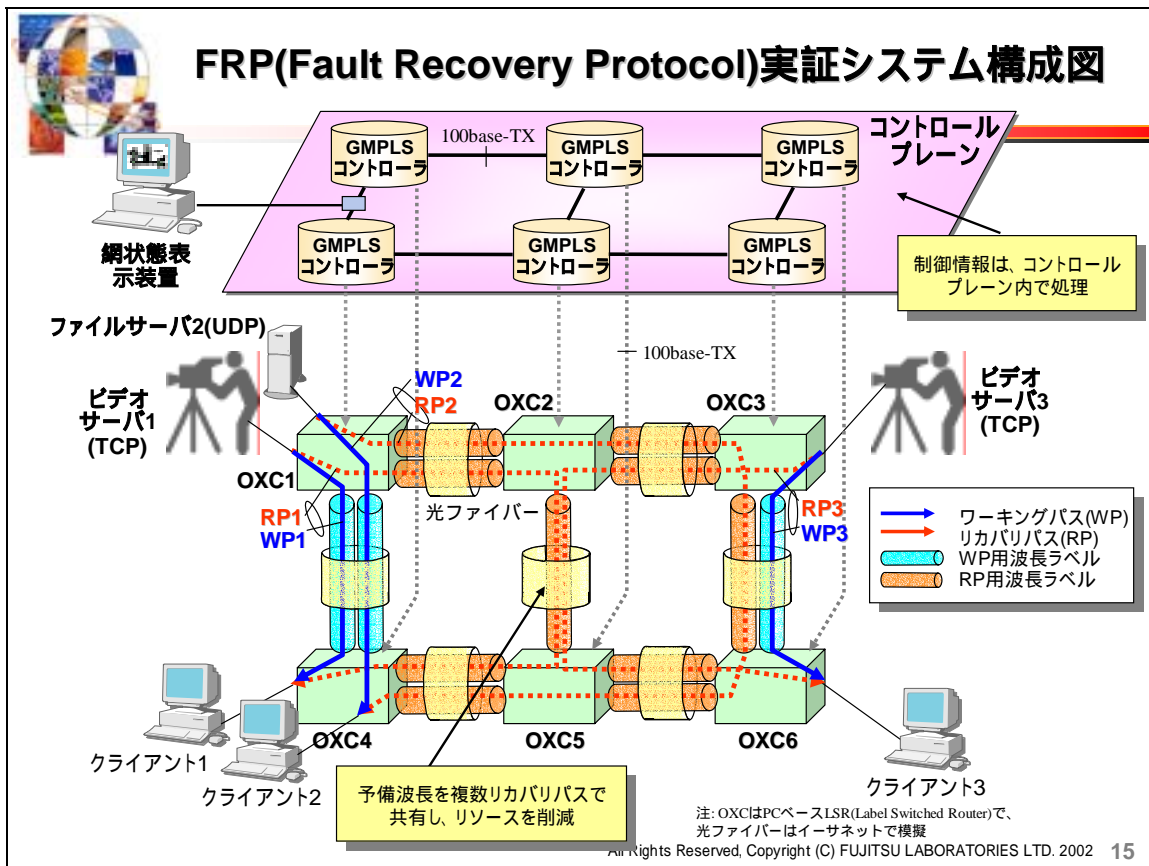 FRP(Fault Recovery Protocol)実証システム構成図
コントロール
プレーン
100base-TX
GMPLS
コントローラ
GMPLS
コントローラ
GMPLS
コントローラ
GMPLS
コントローラ
GMPLS
コントローラ
GMPLS
コントローラ
網状態表
示装置
制御情報は、コントロール
プレーン内で処理
ファイルサーバ2(UDP)
100base-TX
ビデオ
サーバ1
(TCP)
WP2
RP2
OXC2
OXC3
ビデオ
サーバ3
(TCP)
OXC1
RP1
WP1
光ファイバー
RP3
WP3
ワーキングパス(WP)
リカバリパス(RP)
WP用波長ラベル
RP用波長ラベル
OXC4
OXC5
OXC6
クライアント1
クライアント2
クライアント3
予備波長を複数リカバリパスで
共有し、リソースを削減
注: OXCはPCベースLSR(Label Switched Router)で、
光ファイバーはイーサネットで模擬
All Rights Reserved, Copyright (C) FUJITSU LABORATORIES LTD. 2002 15